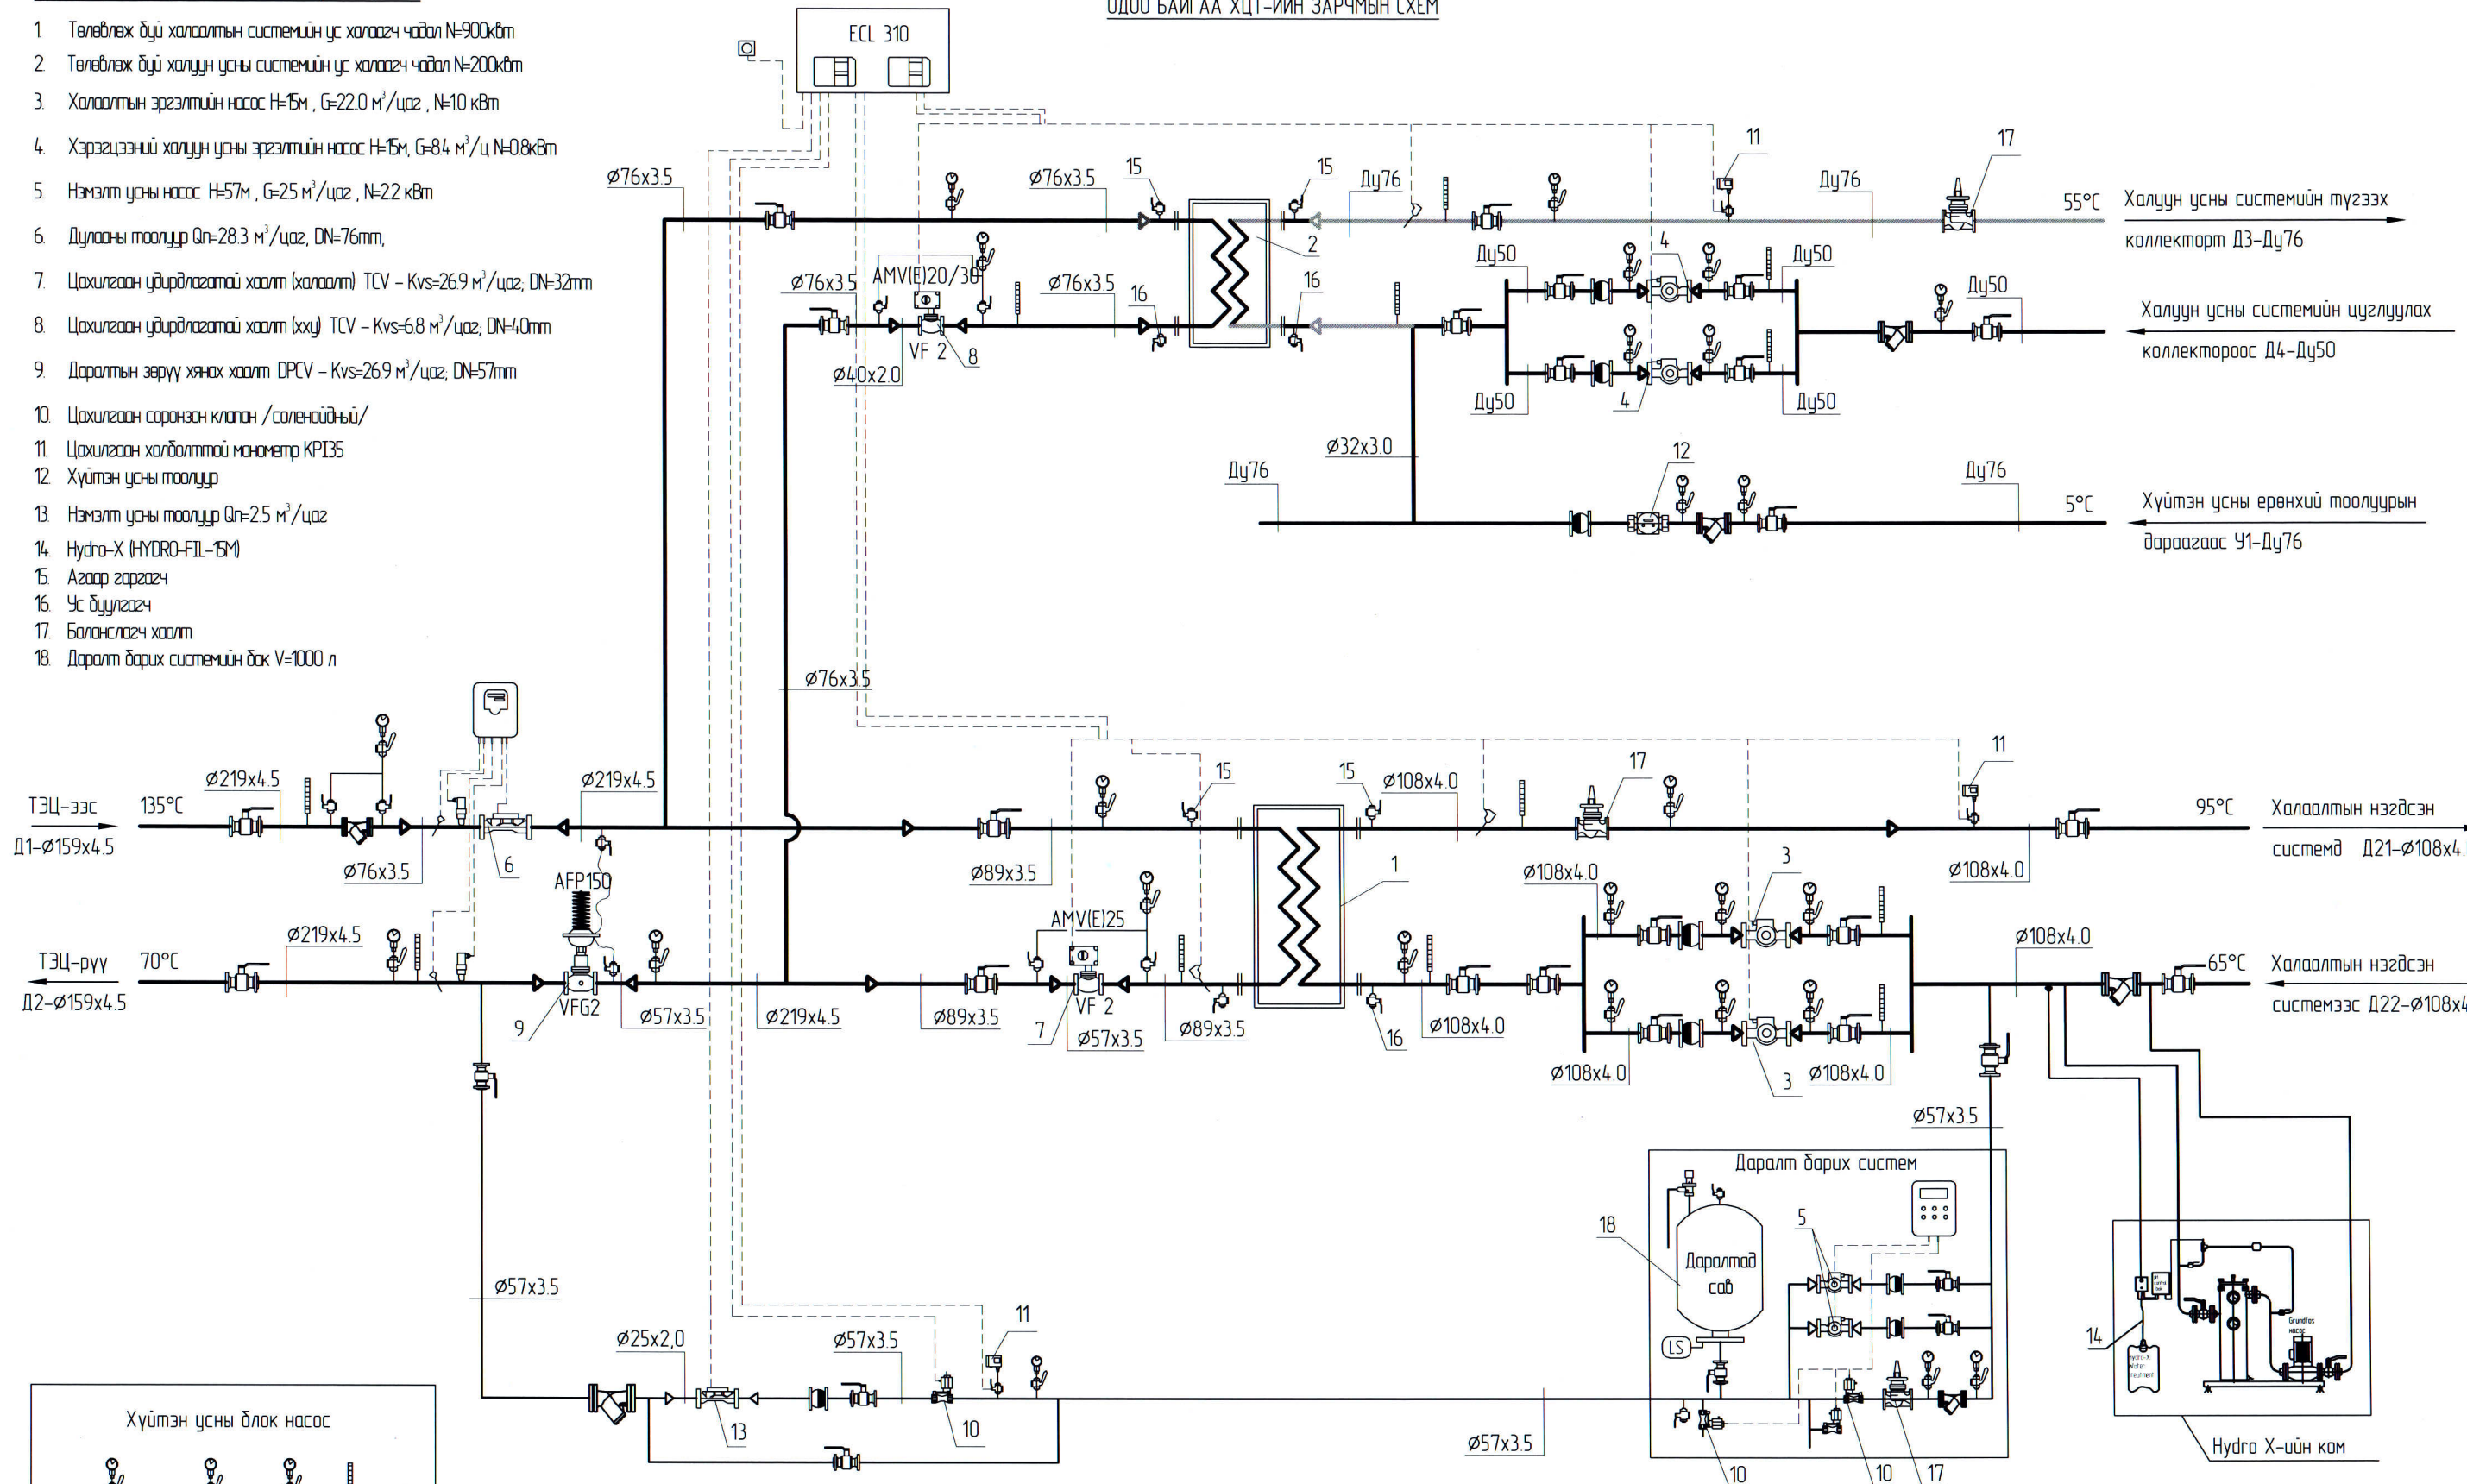 ОДОО БАЙГАА ХЦТ-ИЙН ЗАРЧМЫН СХЕМ
1. Төлөвлөж буй халаалтын системийн ус халаагч чадал N=900кВт
2. Төлөвлөж буй халуун усны системийн ус халаагч чадал N=200кВт
3. Халаалтын эргэлтийн насос H=15м , G=22.0 м³/цаг , N=1.0 кВт
4. Хэрэгцээний халуун усны эргэлтийн насос H=15м, G=8.4 м³/ц N=0.8кВт
5. Нэмэлт усны насос H=57м , G=2.5 м³/цаг , N=2.2 кВт
6. Дулааны тоолуур Qn=28.3 м³/цаг, DN=76mm,
7. Цахилгаан удирдлагатай хаалт (халаалт) TCV - Kvs=26.9 м³/цаг; DN=32mm
8. Цахилгаан удирдлагатай хаалт (ххц) TCV - Kvs=6.8 м³/цаг; DN=40mm
9. Даралтын зөрүү хянах хаалт DPCV - Kvs=26.9 м³/цаг; DN=57mm
10. Цахилгаан соронзон клапан /соленойдный/
11. Цахилгаан холболттой манометр KPI35
12. Хүйтэн усны тоолуур
13. Нэмэлт усны тоолуур Qn=2.5 м³/цаг
14. Hydro-X (HYDRO-FIL-15M)
15. Агаар гаргагч
16. Ус буулгагч
17. Баланслагч хаалт
18. Даралт барих системийн бак V=1000 л
ECL 310
Ø76x3.5
Ø76x3.5
15
15
Ду76
11
Ду76
17
55°C
Халуун усны системийн түгээх
коллекторт Д3-Ду76
2
AMV(E)20/30
Ø76x3.5
Ø76x3.5
16
16
VF 2
8
Ø40x2.0
Ду50
4
Ду50
Ду50
Халуун усны системийн цуглуулах
коллектороос Д4-Ду50
Ду50
4
Ду50
Ø32x3.0
Ду76
12
Ду76
5°C
Хүйтэн усны ерөнхий тоолуурын
дараагаас У1-Ду76
Ø76x3.5
ТЭЦ-ээс
135°C
Д1-Ø159x4.5
Ø219x4.5
Ø76x3.5
6
Ø219x4.5
Ø89x3.5
15
15
Ø108x4.0
17
11
95°C
Халаалтын нэгдсэн
системд Д21-Ø108x4.
Ø108x4.0
1
ТЭЦ-рүү
70°C
Д2-Ø159x4.5
Ø219x4.5
AFP150
VFG2
9
Ø57x3.5
Ø219x4.5
Ø89x3.5
AMV(E)25
VF 2
7
Ø57x3.5
Ø89x3.5
16
Ø108x4.0
Ø108x4.0
3
Ø108x4.0
3
Ø108x4.0
Ø108x4.0
65°C
Халаалтын нэгдсэн
системээс Д22-Ø108x4
Ø57x3.5
Даралт барих систем
18
Даралтад
сав
LS
5
10
10
17
Ø57x3.5
Ø25x2,0
13
Ø57x3.5
10
11
Ø57x3.5
14
Hydro-X
Water
treatment
Grundfos
насос
Hydro X-ийн ком
Хүйтэн усны блок насос